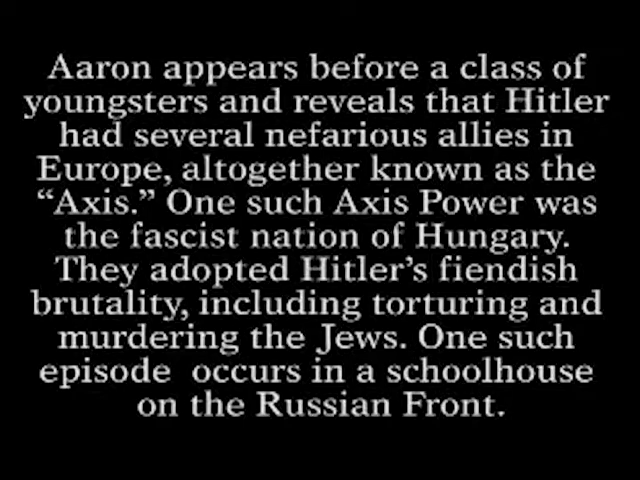 Aaron appears before a class of
youngsters and reveals that Hitler
had several nefarious allies in
Europe, altogether known as the
“Axis.” One such Axis Power was
the fascist nation of Hungary.
They adopted Hitler’s fiendish
brutality, including torturing and
murdering the Jews. One such
episode  occurs in a schoolhouse
on the Russian Front.